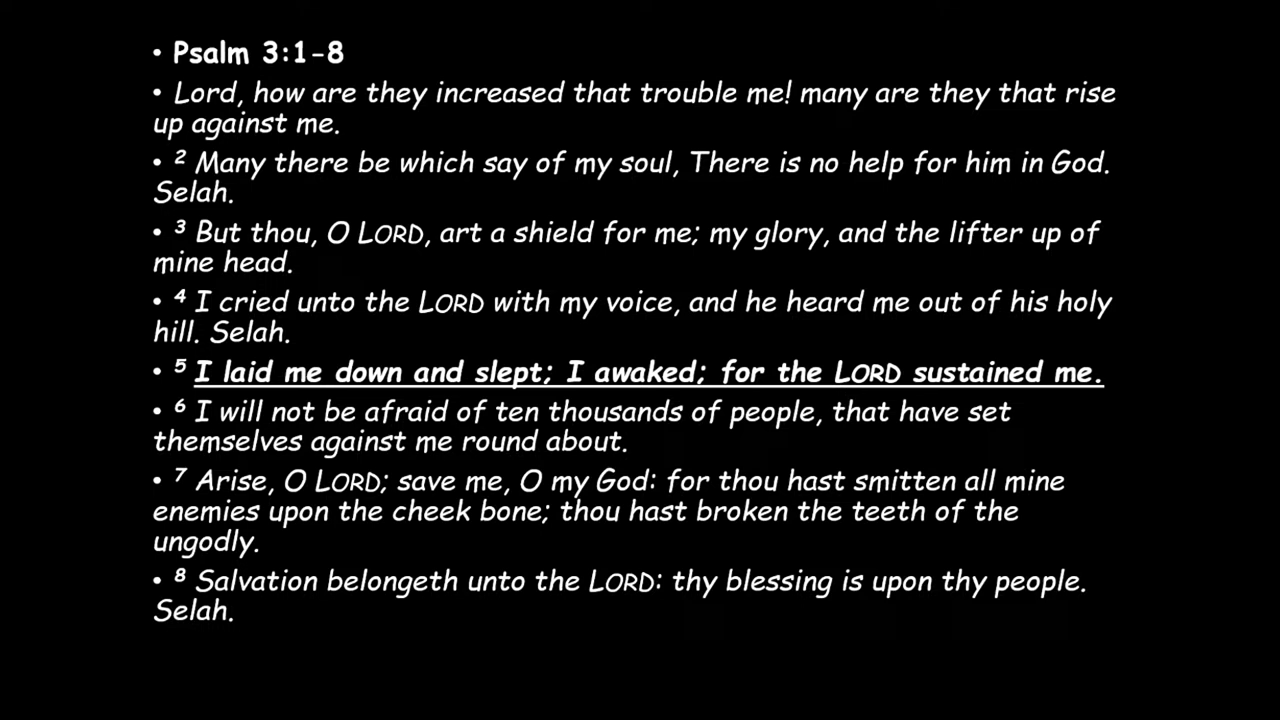 • Psalm 3:1-8
• Lord, how are they increased that trouble me! many are they that rise
up against me.
• ² Many there be which say of my soul, There is no help for him in God.
Selah.
• ³ But thou, O LORD, art a shield for me; my glory, and the lifter up of
mine head.
• ⁴ I cried unto the LORD with my voice, and he heard me out of his holy
hill. Selah.
• ⁵ I laid me down and slept; I awaked; for the LORD sustained me.
• ⁶ I will not be afraid of ten thousands of people, that have set
themselves against me round about.
• ⁷ Arise, O LORD; save me, O my God: for thou hast smitten all mine
enemies upon the cheek bone; thou hast broken the teeth of the
ungodly.
• ⁸ Salvation belongeth unto the LORD: thy blessing is upon thy people.
Selah.